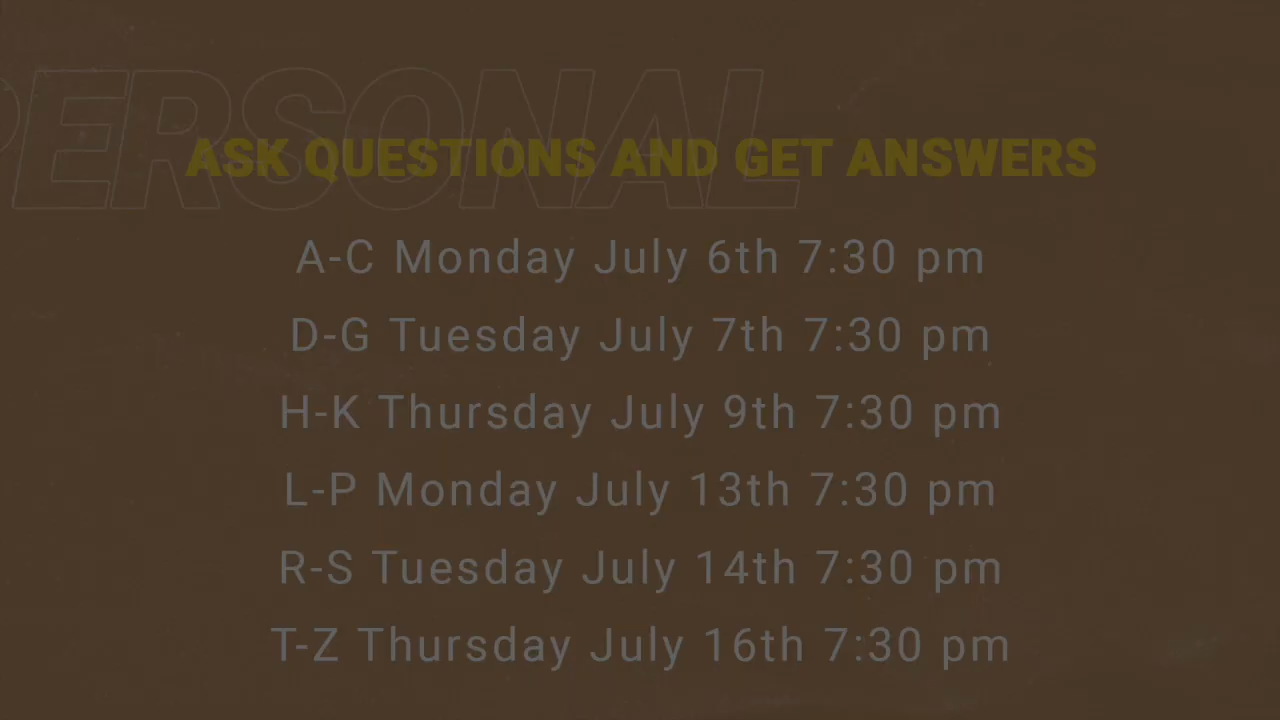 PERSONAL
ASK QUESTIONS AND GET ANSWERS
A-C Monday July 6th 7:30 pm
D-G Tuesday July 7th 7:30 pm
H-K Thursday July 9th 7:30 pm
L-P Monday July 13th 7:30 pm
R-S Tuesday July 14th 7:30 pm
T-Z Thursday July 16th 7:30 pm